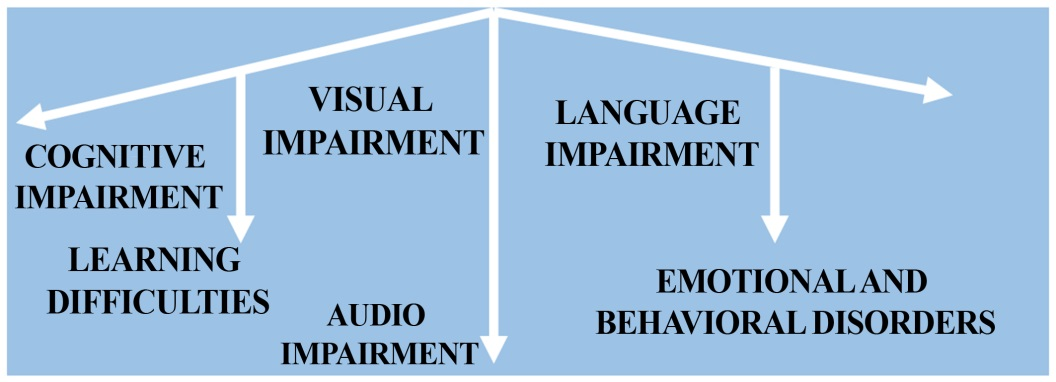 VISUAL
IMPAIRMENT
LANGUAGE
IMPAIRMENT
COGNITIVE
IMPAIRMENT
LEARNING
DIFFICULTIES
EMOTIONAL AND
BEHAVIORAL DISORDERS
AUDIO
IMPAIRMENT